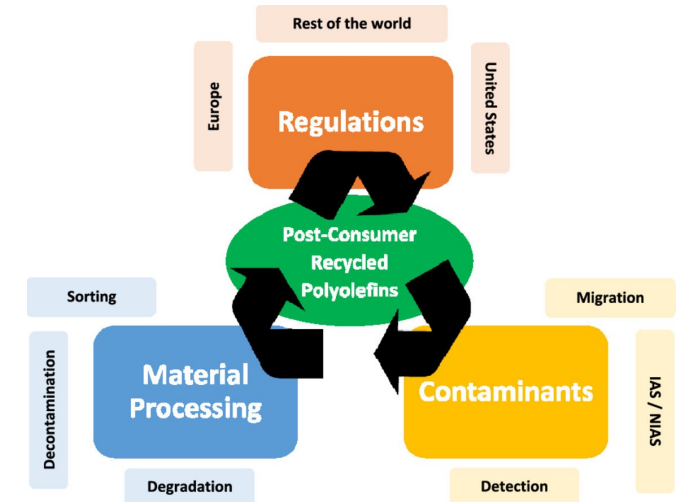 Rest of the world
Europe
Regulations
United States
Post-Consumer
Recycled
Polyolefins
Sorting
Decontamination
Material
Processing
Degradation
Migration
Contaminants
IAS / NIAS
Detection